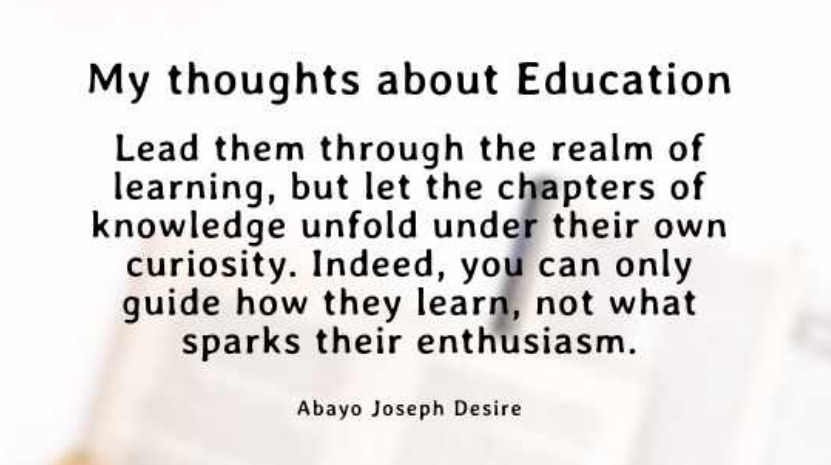 My thoughts about Education
Lead them through the realm of
learning, but let the chapters of
knowledge unfold under their own
curiosity. Indeed, you can only
guide how they learn, not what
sparks their enthusiasm.
Abayo Joseph Desire